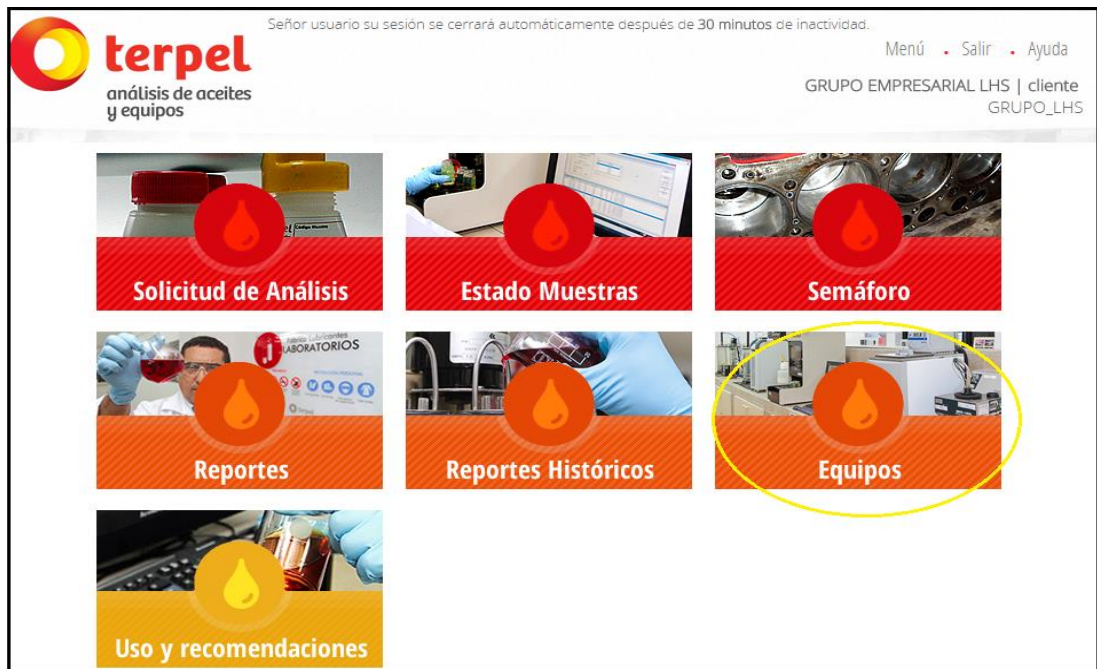 Señor usuario su sesión se cerrará automáticamente después de 30 minutos de inactividad.
terpel
análisis de aceites
y equipos
Menú • Salir • Ayuda
GRUPO EMPRESARIAL LHS | cliente
GRUPO_LHS
Solicitud de Análisis
Estado Muestras
Semáforo
LABORATORIOS
terpel
Reportes
Reportes Históricos
Equipos
Uso y recomendaciones